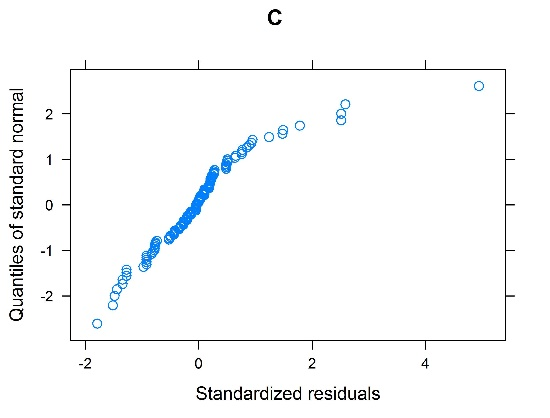 C
Quantiles of standard normal
2
1
0
-1
-2
-2 0 2 4
Standardized residuals